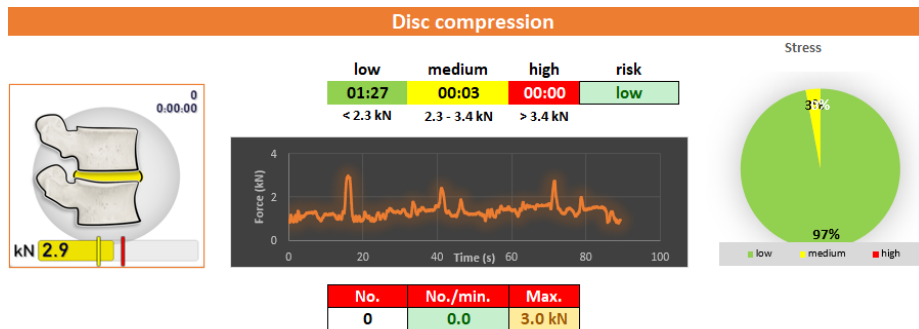 Disc compression
Stress
low medium high risk
01:27 00:03 00:00 low
< 2.3 kN 2.3 - 3.4 kN > 3.4 kN
0
0:00:00
kN 2.9
Force (kN)
4
2
0
0 20 40 60 80 100
Time (s)
3% 0%
97%
low medium high
No. No./min. Max.
0 0.0 3.0 kN